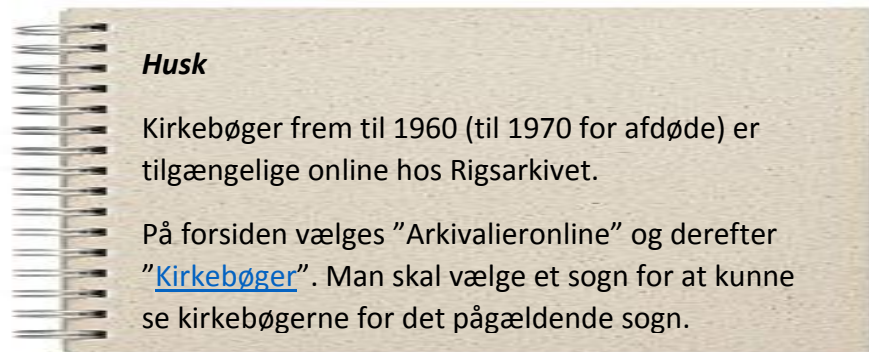 Husk
Kirkebøger frem til 1960 (til 1970 for afdøde) er
tilgængelige online hos Rigsarkivet.
På forsiden vælges ”Arkivalieronline” og derefter
”Kirkebøger”. Man skal vælge et sogn for at kunne
se kirkebøgerne for det pågældende sogn.